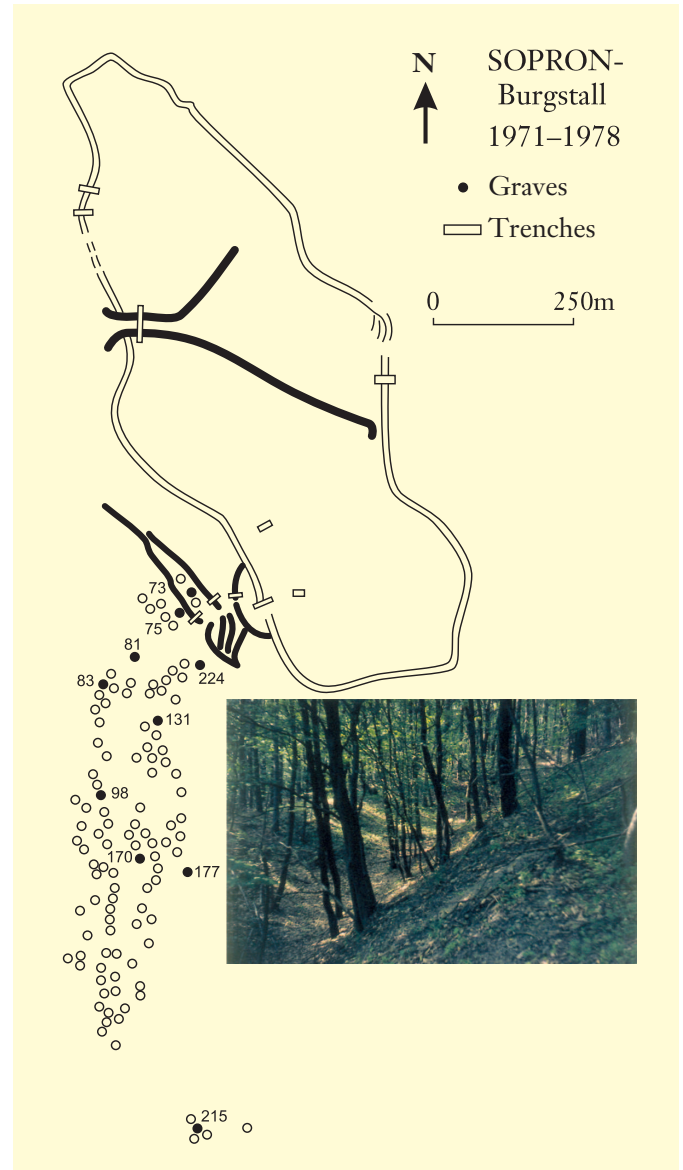 N
SOPRON-
Burgstall
1971–1978
Graves
Trenches
0 250m
73
75
81
83
224
131
98
170
177
215